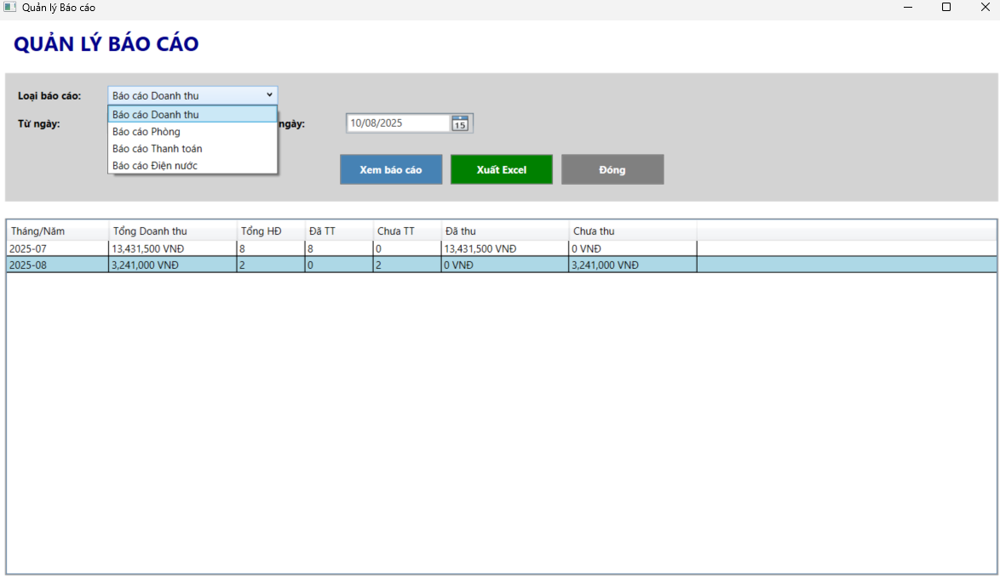 Quản lý Báo cáo
QUẢN LÝ BÁO CÁO
Loại báo cáo: Báo cáo Doanh thu
Báo cáo Doanh thu
Báo cáo Phòng
Báo cáo Thanh toán
Báo cáo Điện nước
Từ ngày: ngày: 10/08/2025 15
Xem báo cáo Xuất Excel Đóng
Tháng/Năm Tổng Doanh thu Tổng HĐ Đã TT Chưa TT Đã thu Chưa thu
2025-07 13,431,500 VNĐ 8 8 0 13,431,500 VNĐ 0 VNĐ
2025-08 3,241,000 VNĐ 2 0 2 0 VNĐ 3,241,000 VNĐ